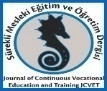 Sürekli Mesleki Eğitim ve Öğretim Dergisi
Journal of Continuous Vocational
Education and Training JCVET